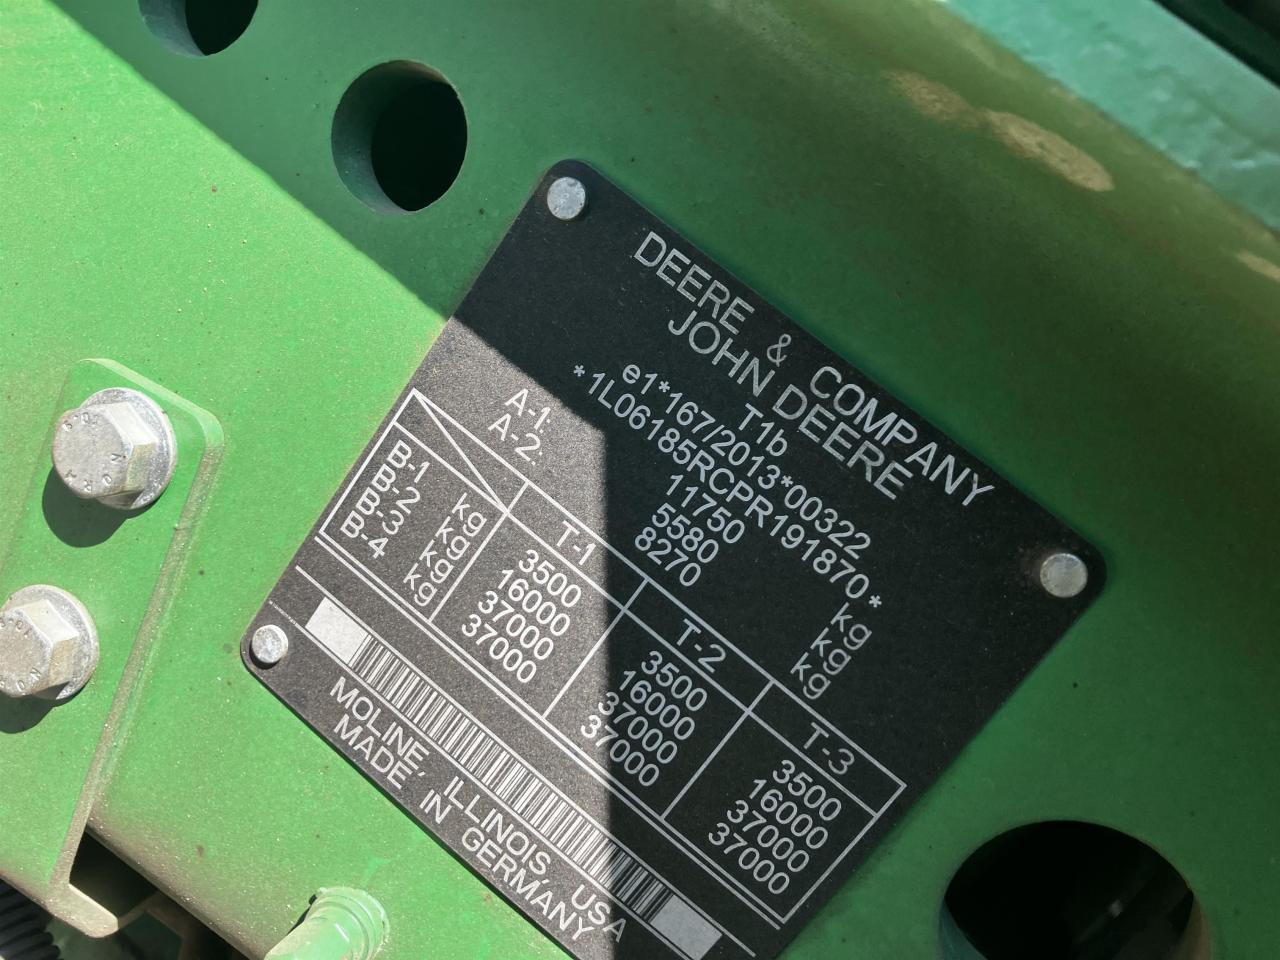 DEERE & COMPANY
JOHN DEERE
T1b
e1*167/2013*00322
*1L06185RCPR191870*
11750 kg
A-1: 5580 kg
A-2: 8270 kg
T-1 T-2 T-3
B-1 kg 3500 3500 3500
B-2 kg 16000 16000 16000
B-3 kg 37000 37000 37000
B-4 kg 37000 37000 37000
MOLINE, ILLINOIS USA
MADE IN GERMANY